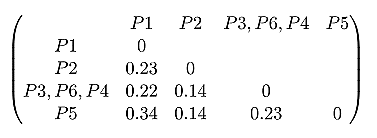 P1 P2 P3, P6, P4 P5
P1 0
P2 0.23 0
P3, P6, P4 0.22 0.14 0
P5 0.34 0.14 0.23 0